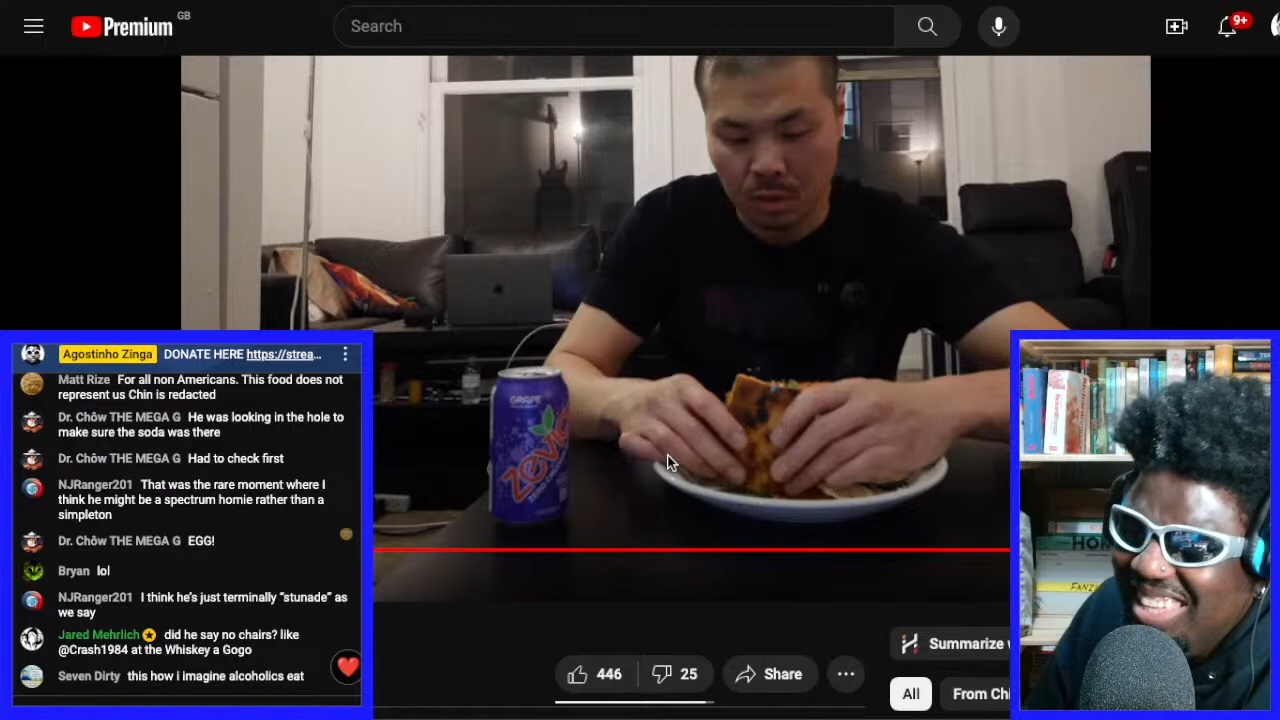 Premium GB
Search
9+
Agostinho Zinga DONATE HERE https://strea...
Matt Rize For all non Americans. This food does not
represent us Chin is redacted
Dr. Chôw THE MEGA G He was looking in the hole to
make sure the soda was there
Dr. Chôw THE MEGA G Had to check first
NJRanger201 That was the rare moment where I
think he might be a spectrum homie rather than a
simpleton
Dr. Chôw THE MEGA G EGG!
Bryan lol
NJRanger201 I think he's just terminally “stunade” as
we say
Jared Mehrlich did he say no chairs? like
@Crash1984 at the Whiskey a Gogo
Seven Dirty this how i imagine alcoholics eat
GRAPE
zevia
446
25
Share
Summarize
All
From Chi